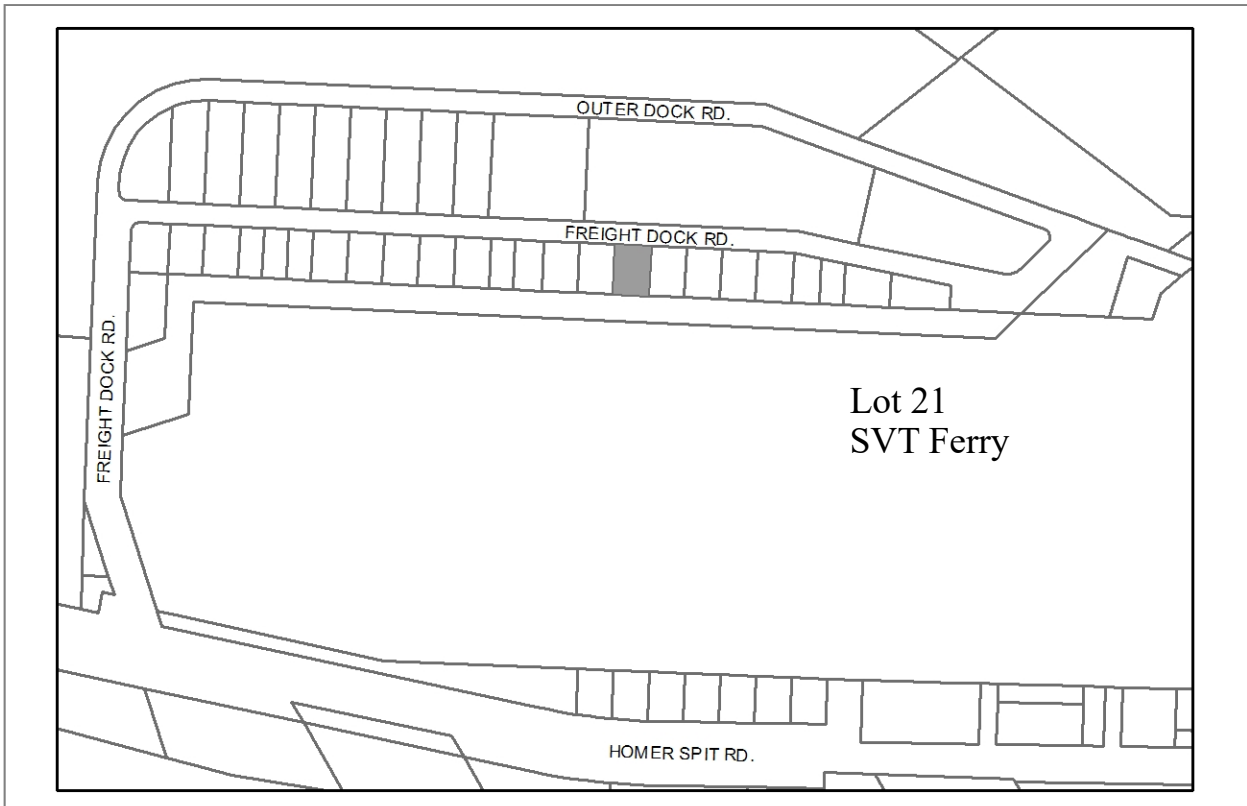 OUTER DOCK RD.
FREIGHT DOCK RD.
FREIGHT DOCK RD.
Lot 21
SVT Ferry
HOMER SPIT RD.